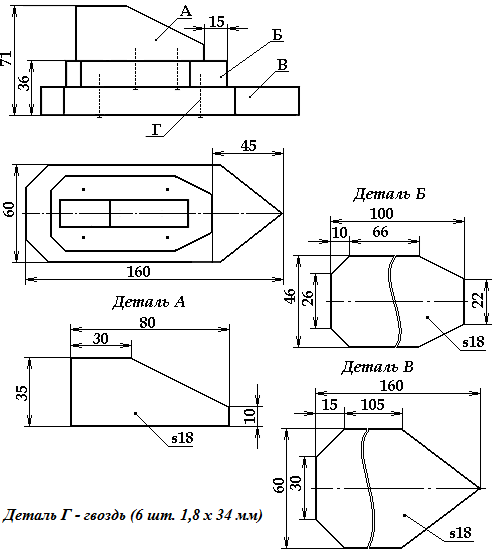 А
15
Б
71
36
В
Г
45
60
160
Деталь Б
100
10
66
46
26
22
s18
Деталь А
80
30
35
10
s18
Деталь В
160
15
105
60
30
s18
Деталь Г - гвоздь (6 шт. 1,8 х 34 мм)